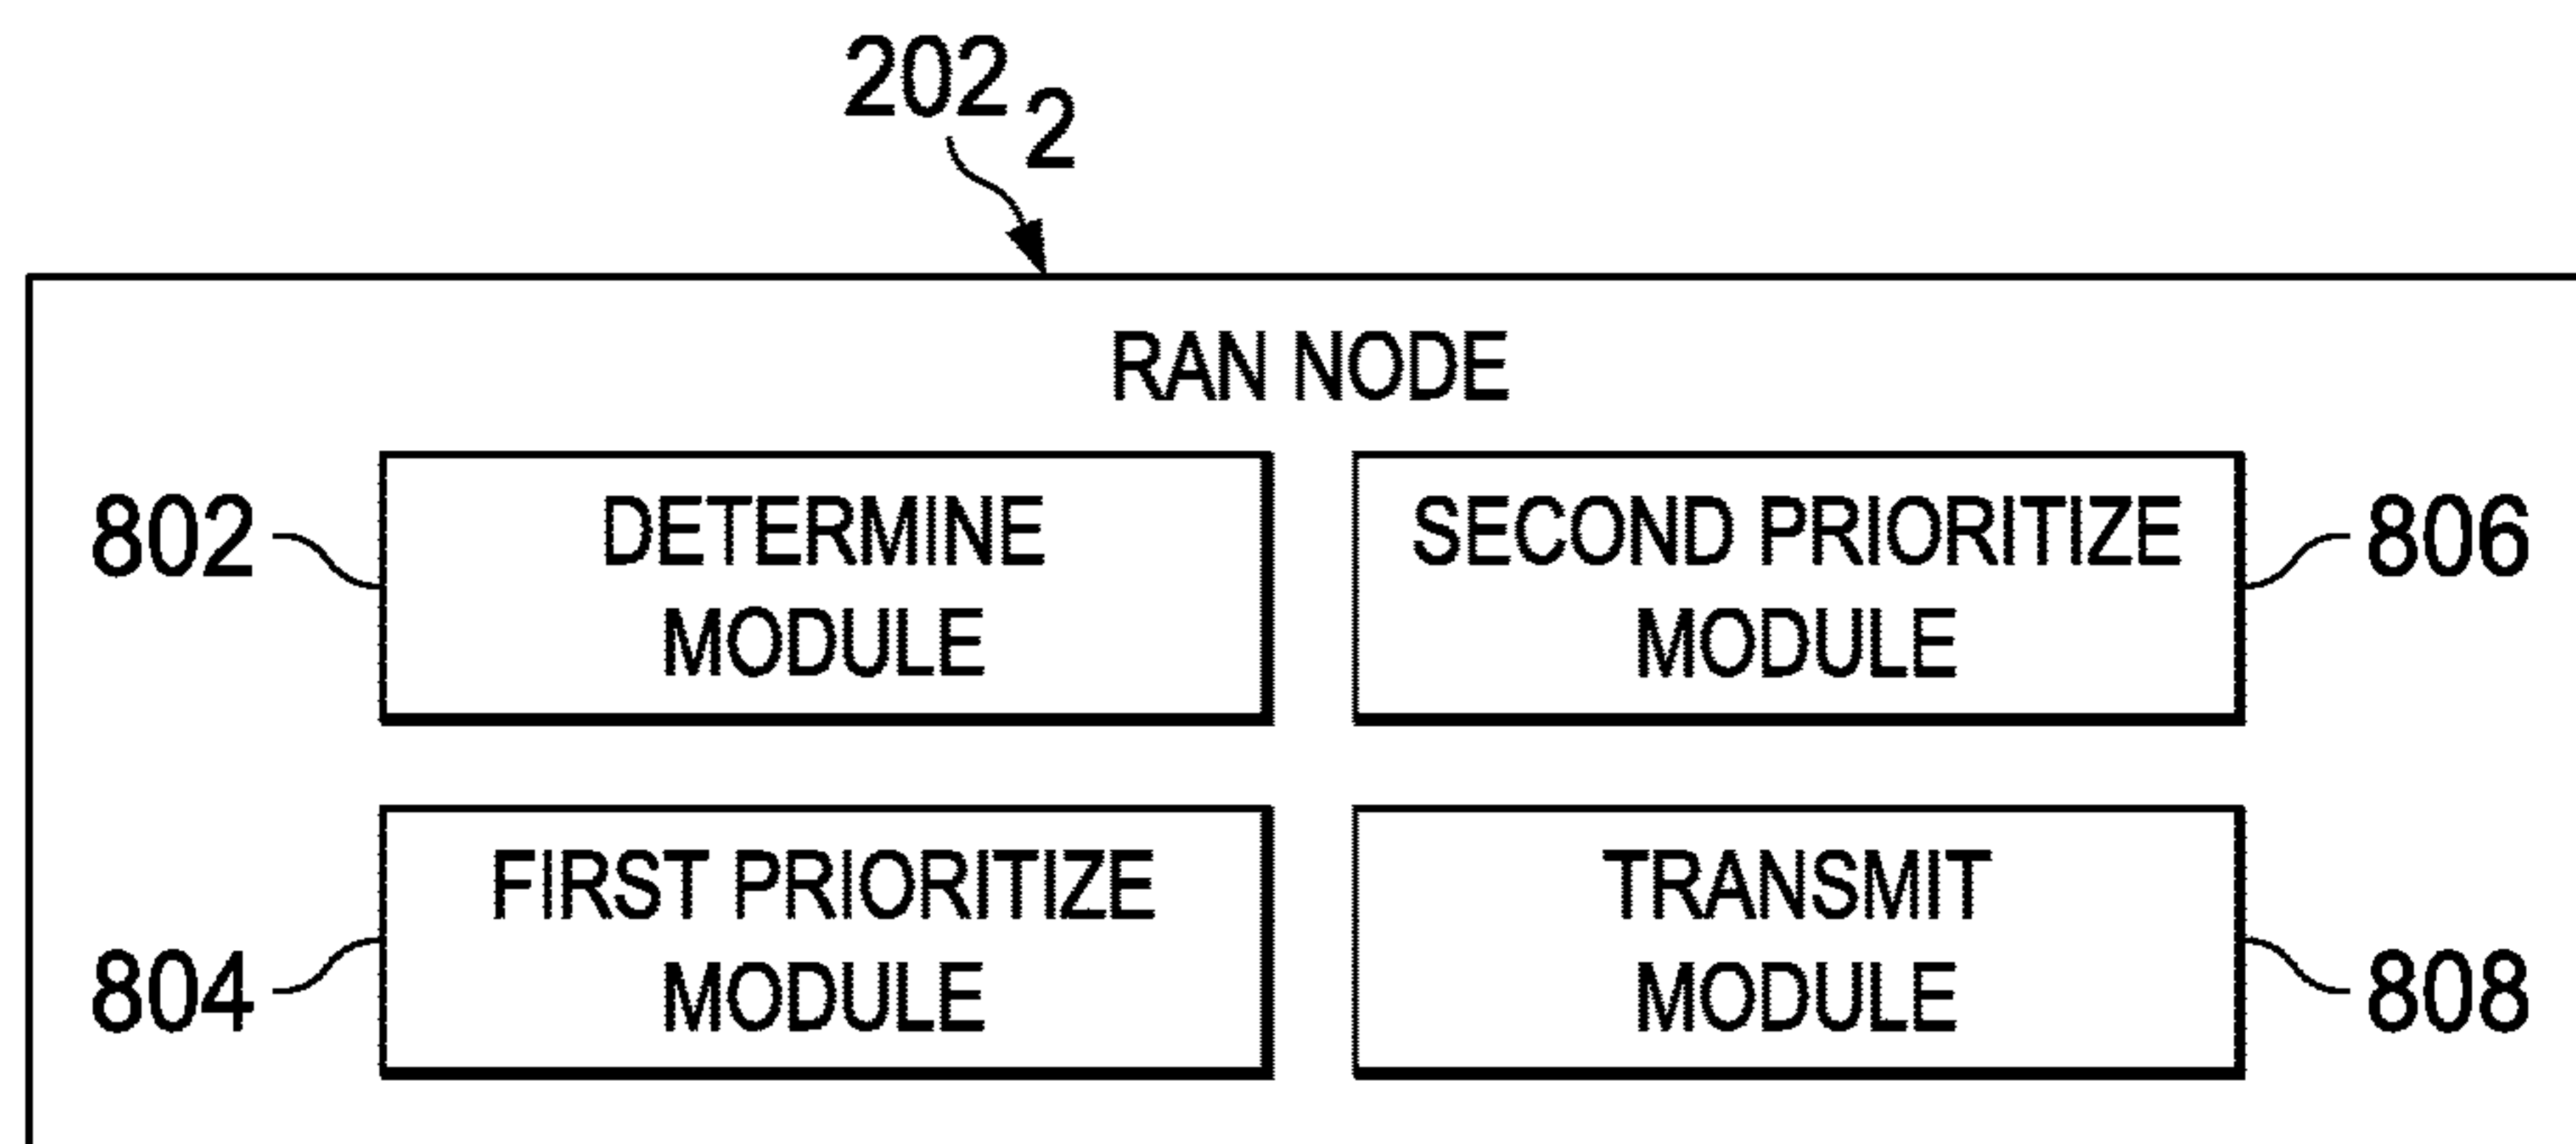 202 2
RAN NODE
802
DETERMINE
MODULE
SECOND PRIORITIZE
MODULE
806
804
FIRST PRIORITIZE
MODULE
TRANSMIT
MODULE
808